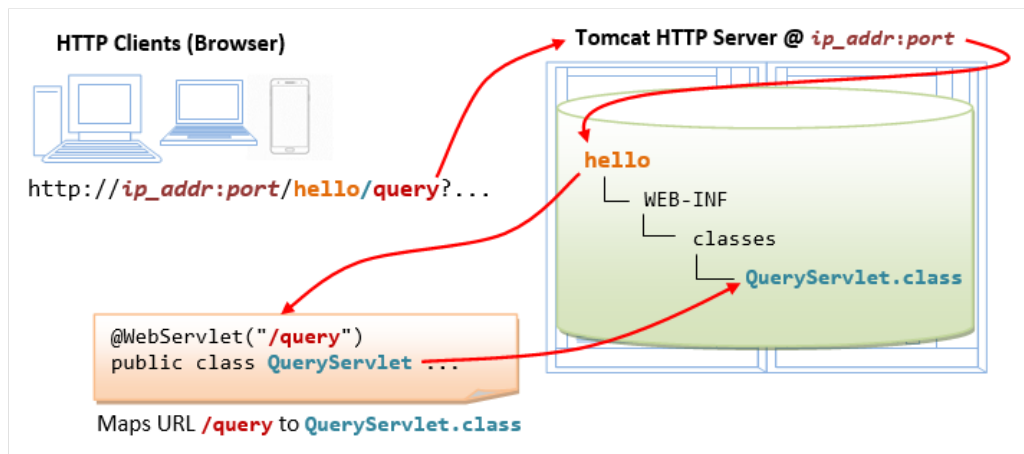 HTTP Clients (Browser)
Tomcat HTTP Server @ ip_addr:port
http://ip_addr:port/hello/query?...
hello
WEB-INF
classes
QueryServlet.class
@WebServlet("/query")
public class QueryServlet ...
Maps URL /query to QueryServlet.class